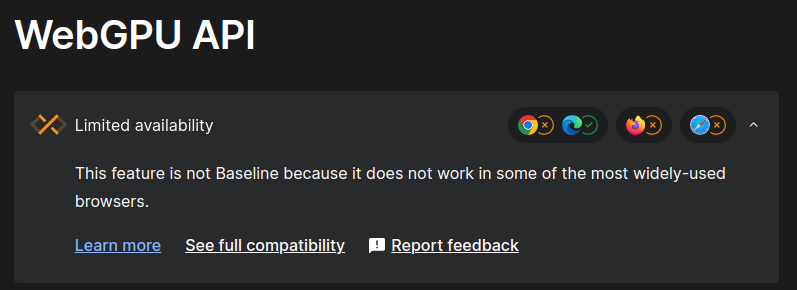 WebGPU API
Limited availability
This feature is not Baseline because it does not work in some of the most widely-used
browsers.
Learn more See full compatibility Report feedback